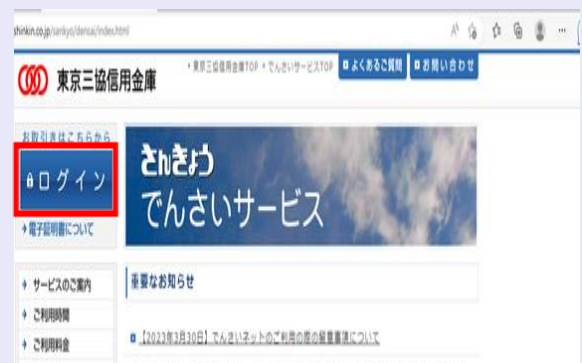 shinkin.co.jp/sankyo/densai/index.html
東京三協信用金庫
・東京三協信用金庫TOP ・でんさいサービスTOP
よくあるご質問
お問い合わせ
お取引きはこちらから
ログイン
電子証明書について
さんきょう
でんさいサービス
サービスのご案内
ご利用時間
ご利用料金
重要なお知らせ
【2023年3月30日】でんさいネットのご利用の際の留意事項について